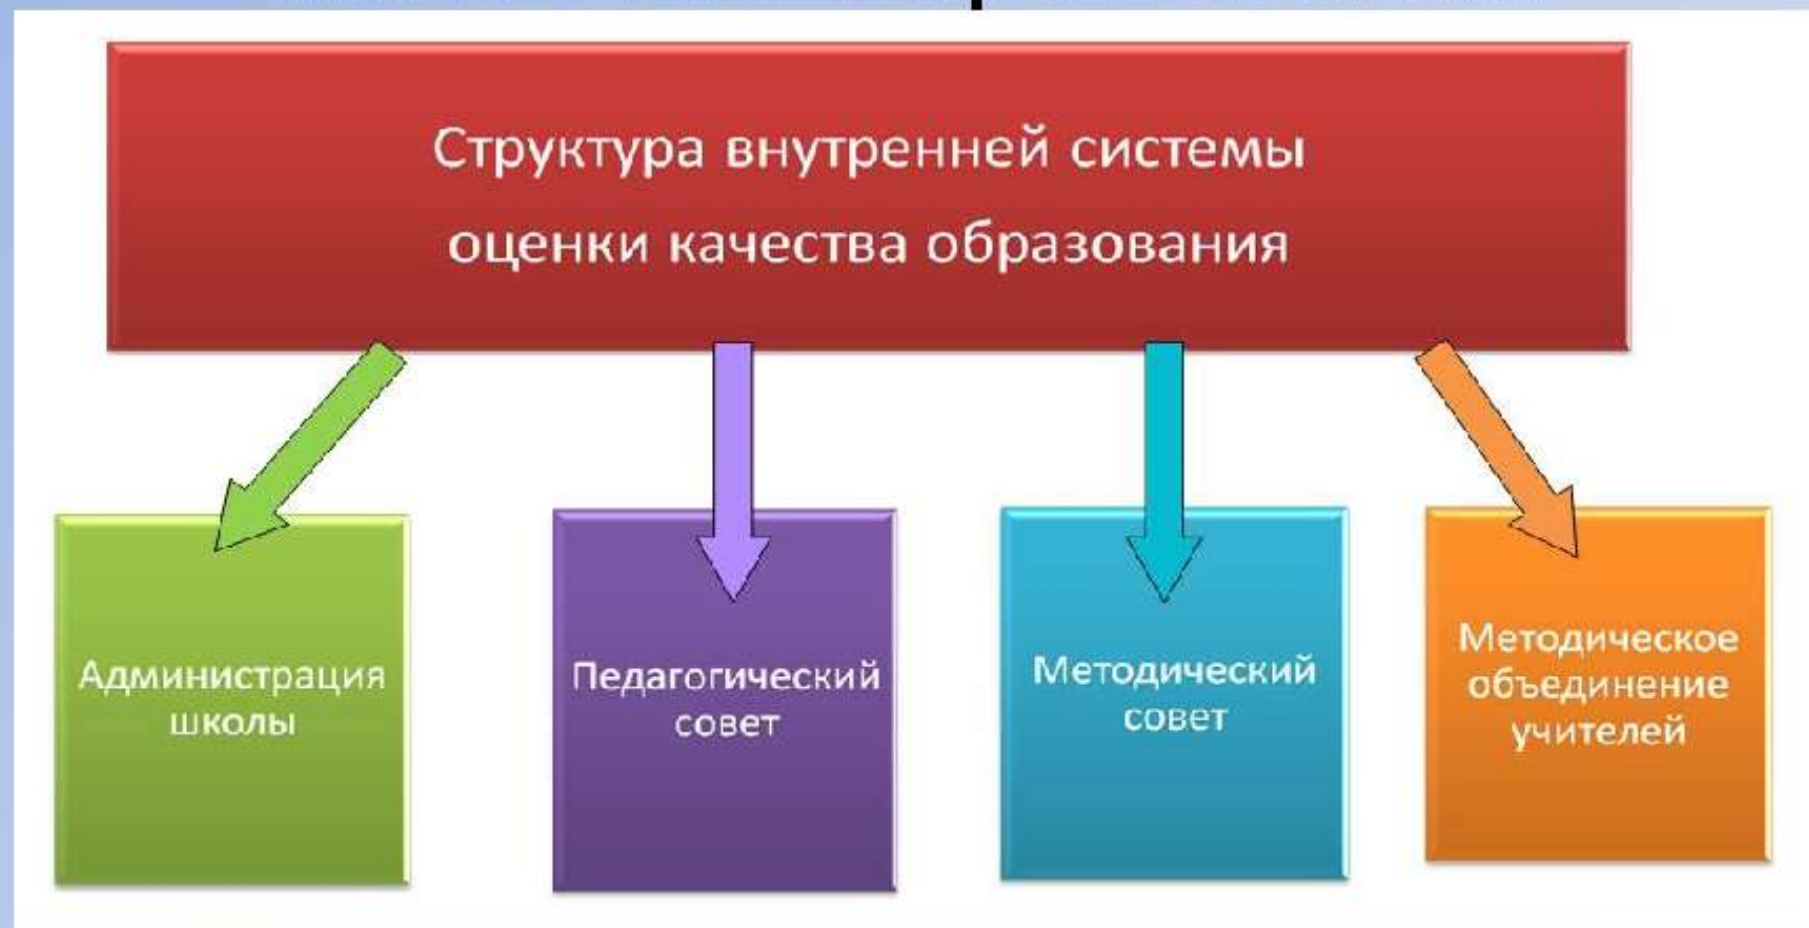 Структура внутренней системы
оценки качества образования
Администрация
школы
Педагогический
совет
Методический
совет
Методическое
объединение
учителей